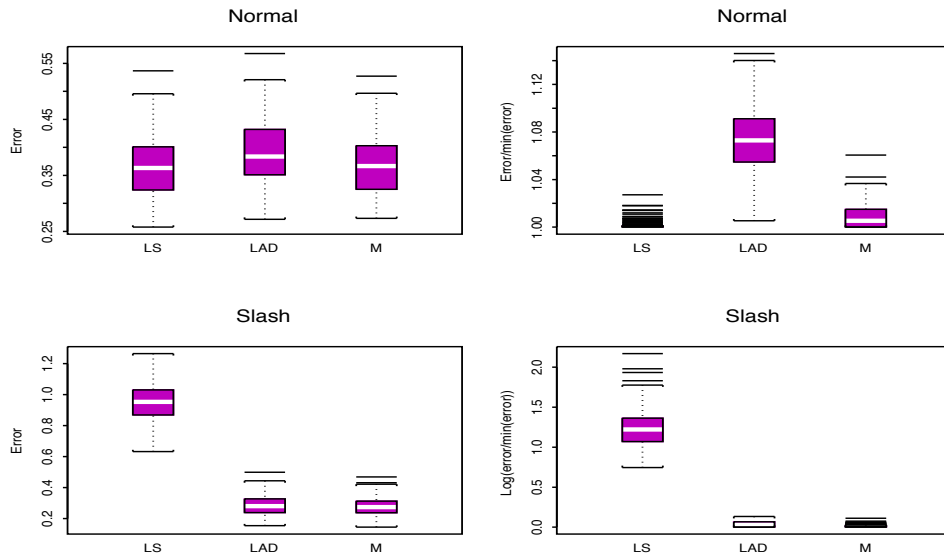 Normal
Error
0.55
0.45
0.35
0.25
LS LAD M
Normal
Error/min(error)
1.12
1.08
1.04
1.00
LS LAD M
Slash
Error
1.2
1.0
0.8
0.6
0.4
0.2
LS LAD M
Slash
Log(error/min(error))
2.0
1.5
1.0
0.5
0.0
LS LAD M